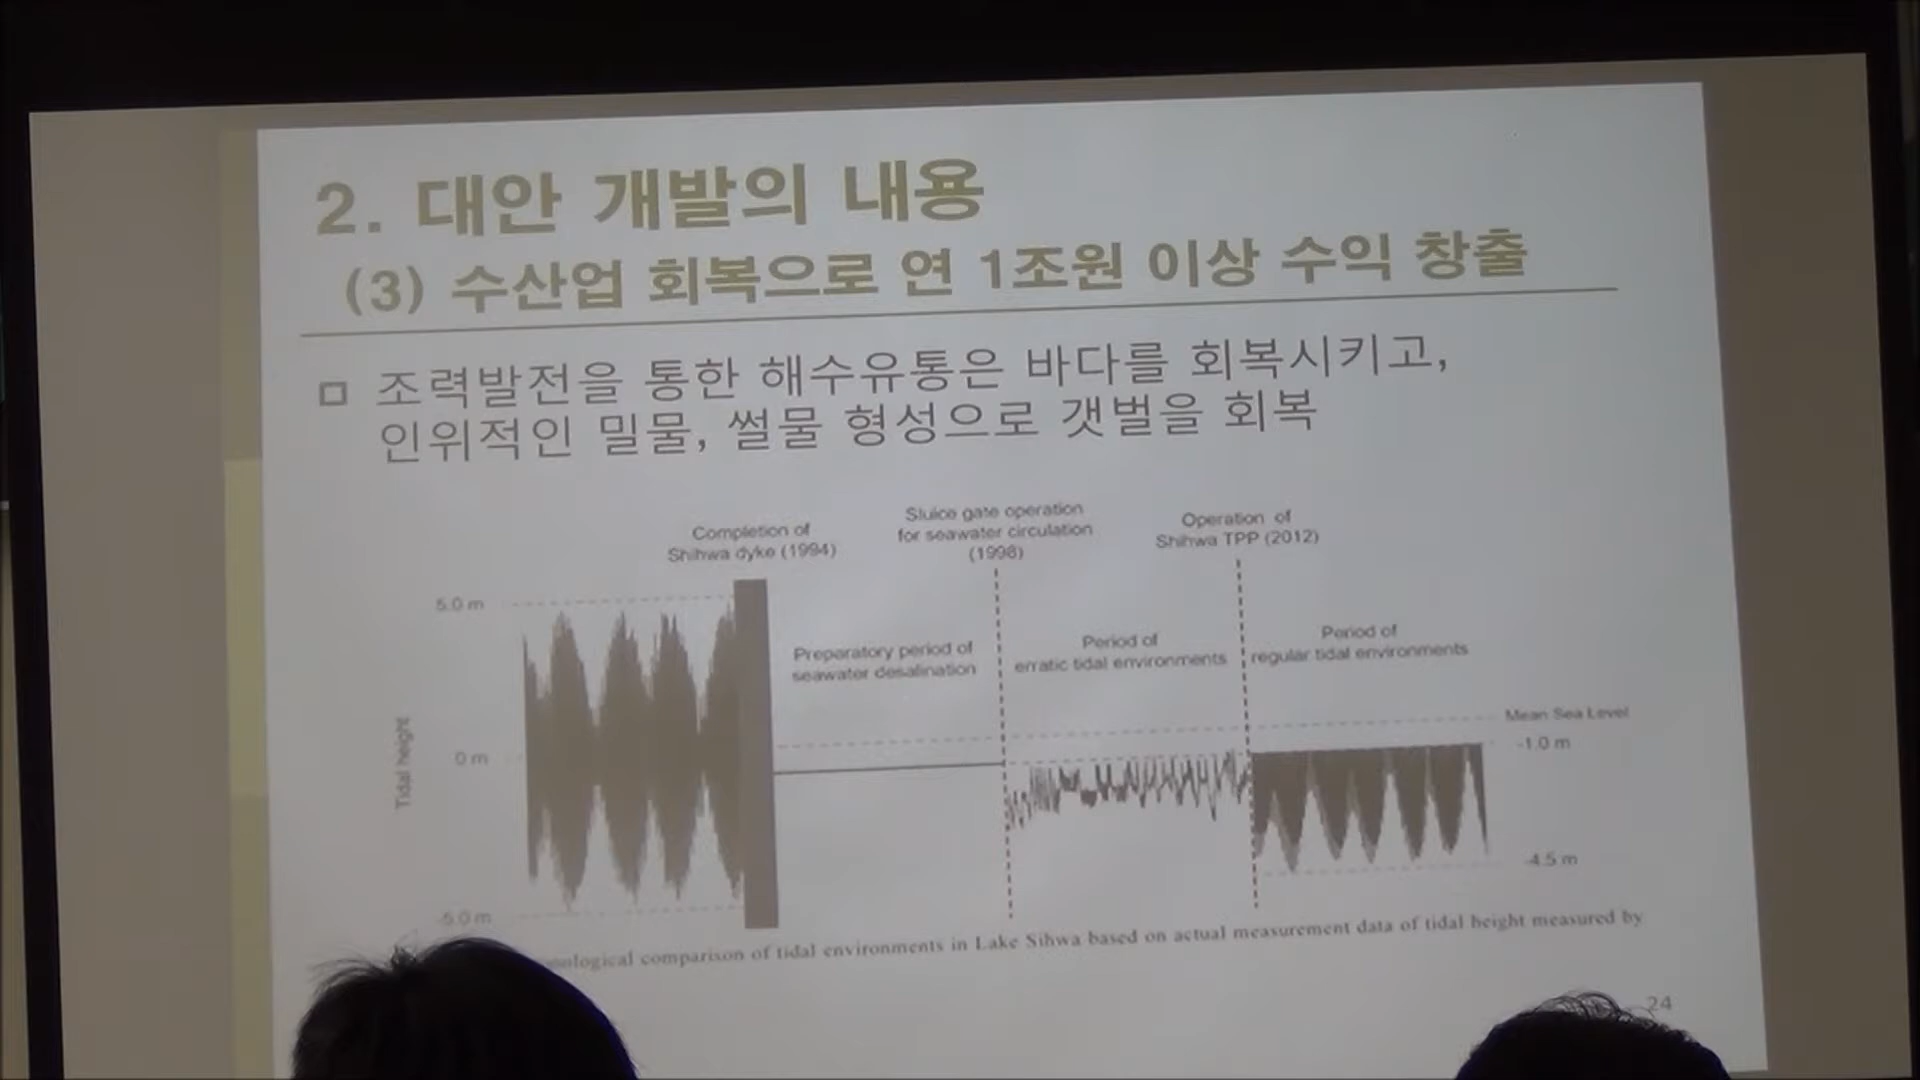 2. 대안 개발의 내용
(3) 수산업 회복으로 연 1조원 이상 수익 창출
조력발전을 통한 해수유통은 바다를 회복시키고,
인위적인 밀물, 썰물 형성으로 갯벌을 회복
Completion of
Shihwa dyke (1994)
Sluice gate operation
for seawater circulation
(1998)
Operation of
Shihwa TPP (2012)
5.0 m
Preparatory period of
seawater desalination
Period of
erratic tidal environments
Period of
regular tidal environments
Tidal height
0 m
Mean Sea Level
-1.0 m
-4.5 m
-5.0 m
comparison of tidal environments in Lake Sihwa based on actual measurement data of tidal height measured by
24